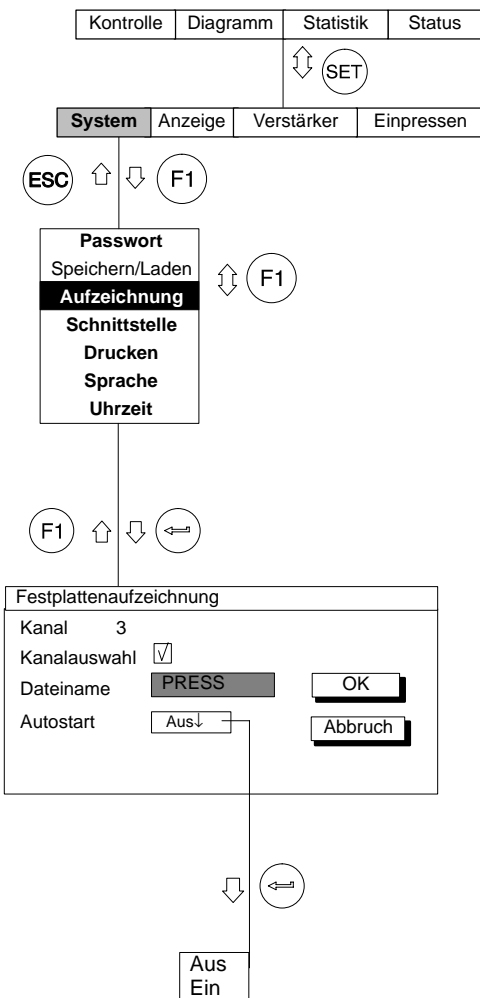 Kontrolle Diagramm Statistik Status
SET
System Anzeige Verstärker Einpressen
ESC F1
Passwort
Speichern/Laden
Aufzeichnung F1
Schnittstelle
Drucken
Sprache
Uhrzeit
F1
Festplattenaufzeichnung
Kanal 3
Kanalauswahl √
Dateiname PRESS OK
Autostart Aus↓ Abbruch
Aus
Ein